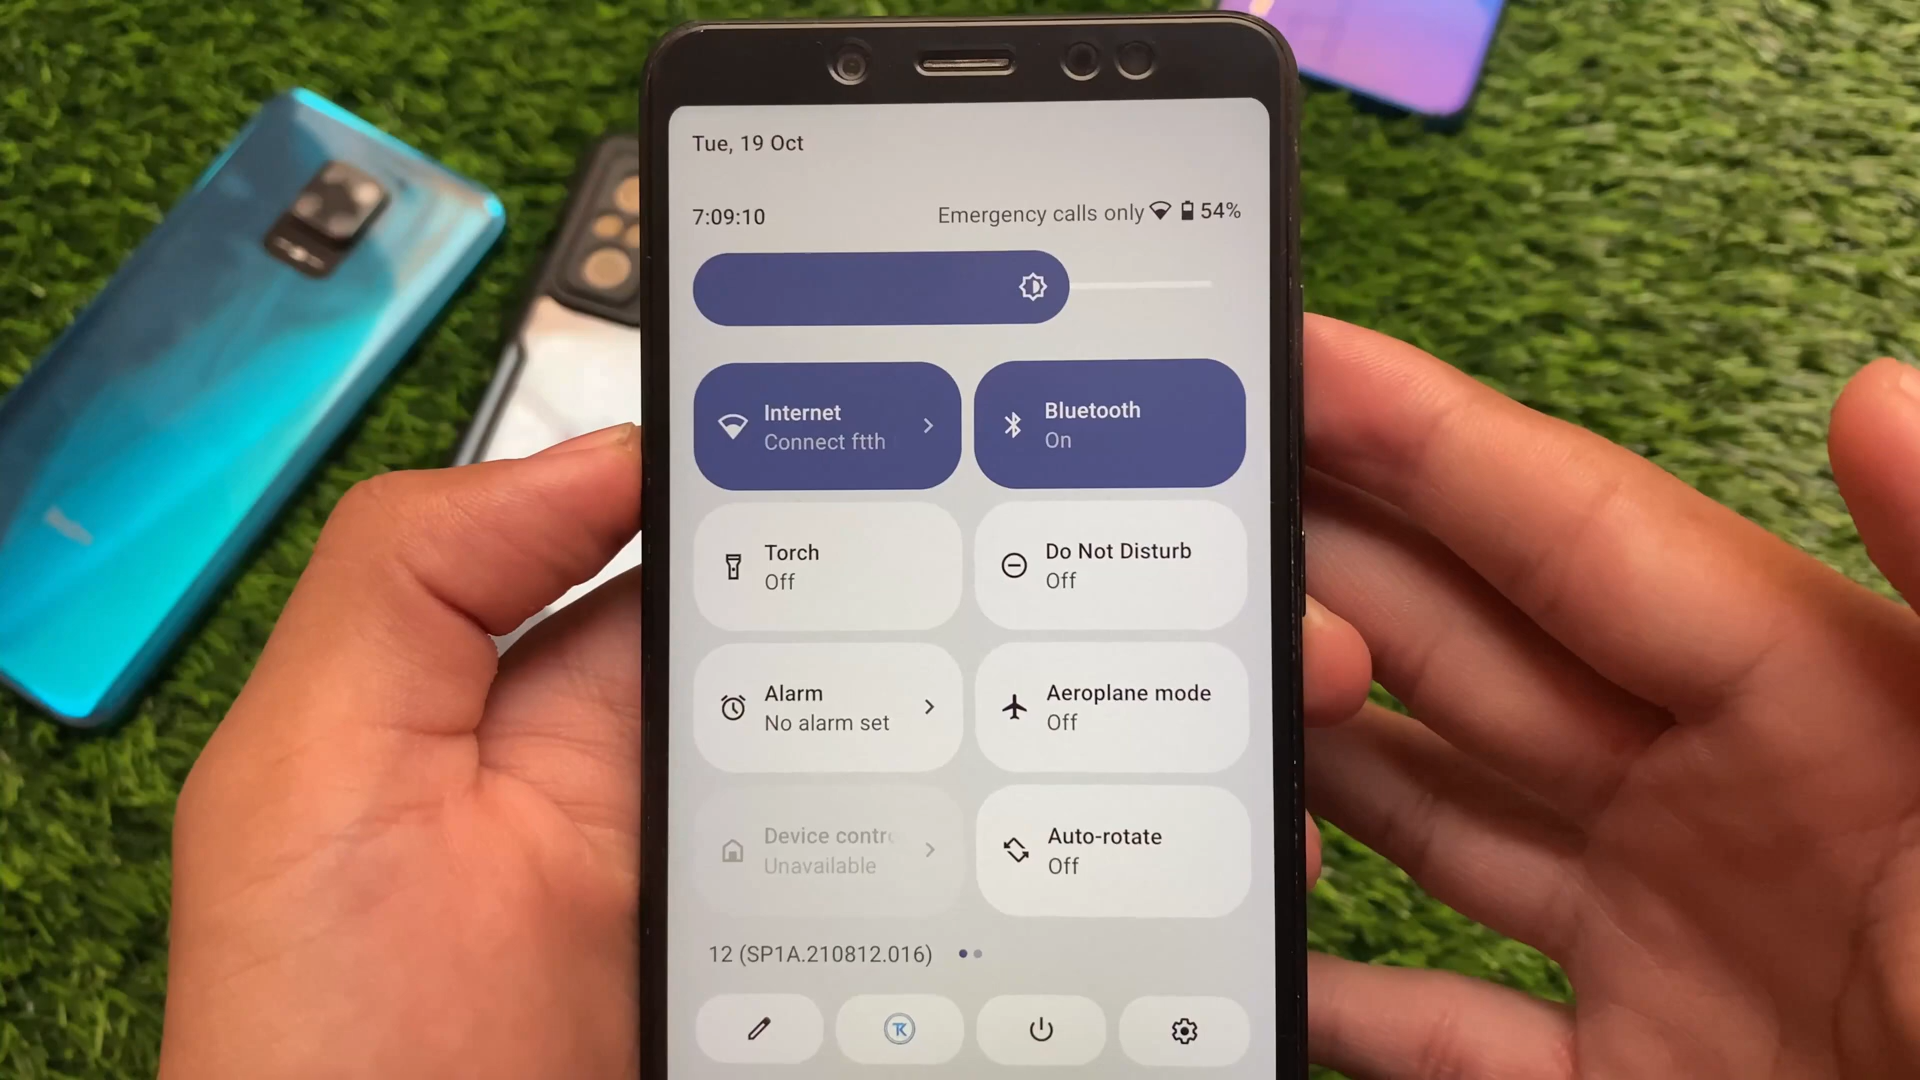 Tue, 19 Oct
7:09:10
Emergency calls only 54%
Internet
Connect ftth
Bluetooth
On
Torch
Off
Do Not Disturb
Off
Alarm
No alarm set
Aeroplane mode
Off
Device contr
Unavailable
Auto-rotate
Off
12 (SP1A.210812.016)
TK